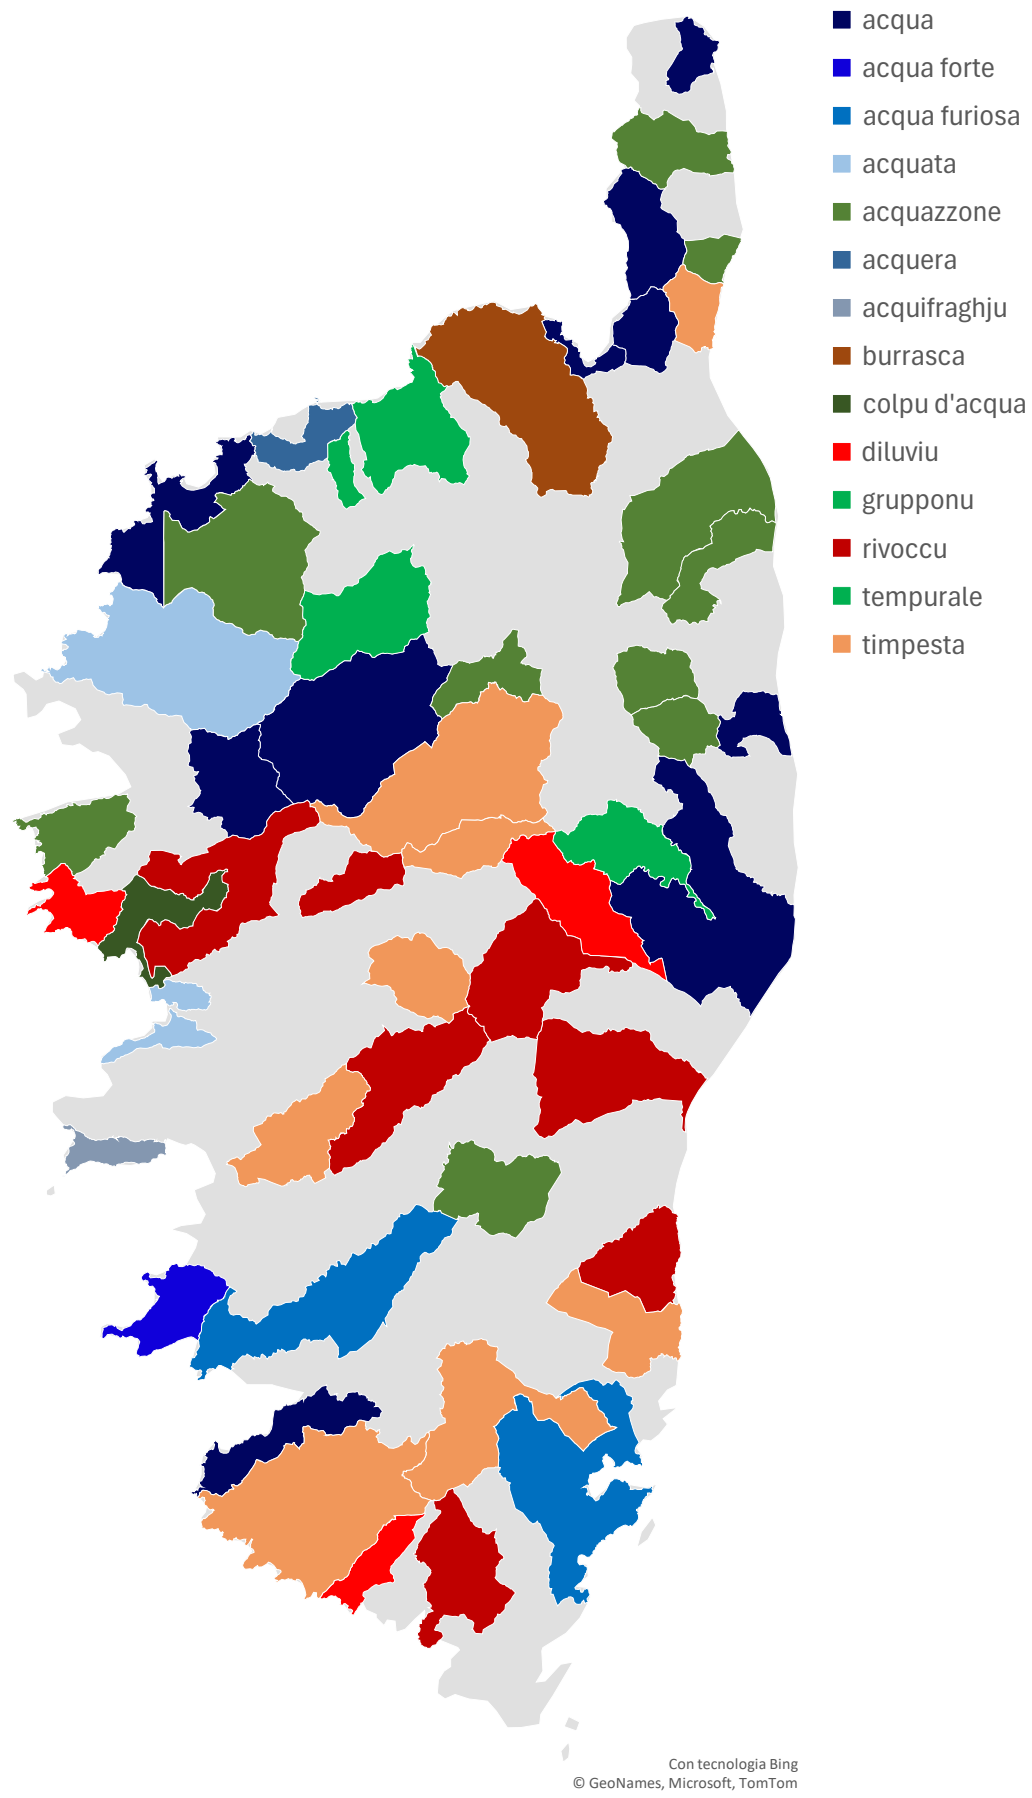 acqua
acqua forte
acqua furiosa
acquata
acquazzone
acquera
acquifraghju
burrasca
colpu d'acqua
diluviu
grupponu
rivoccu
tempurale
timpesta
Con tecnologia Bing
© GeoNames, Microsoft, TomTom